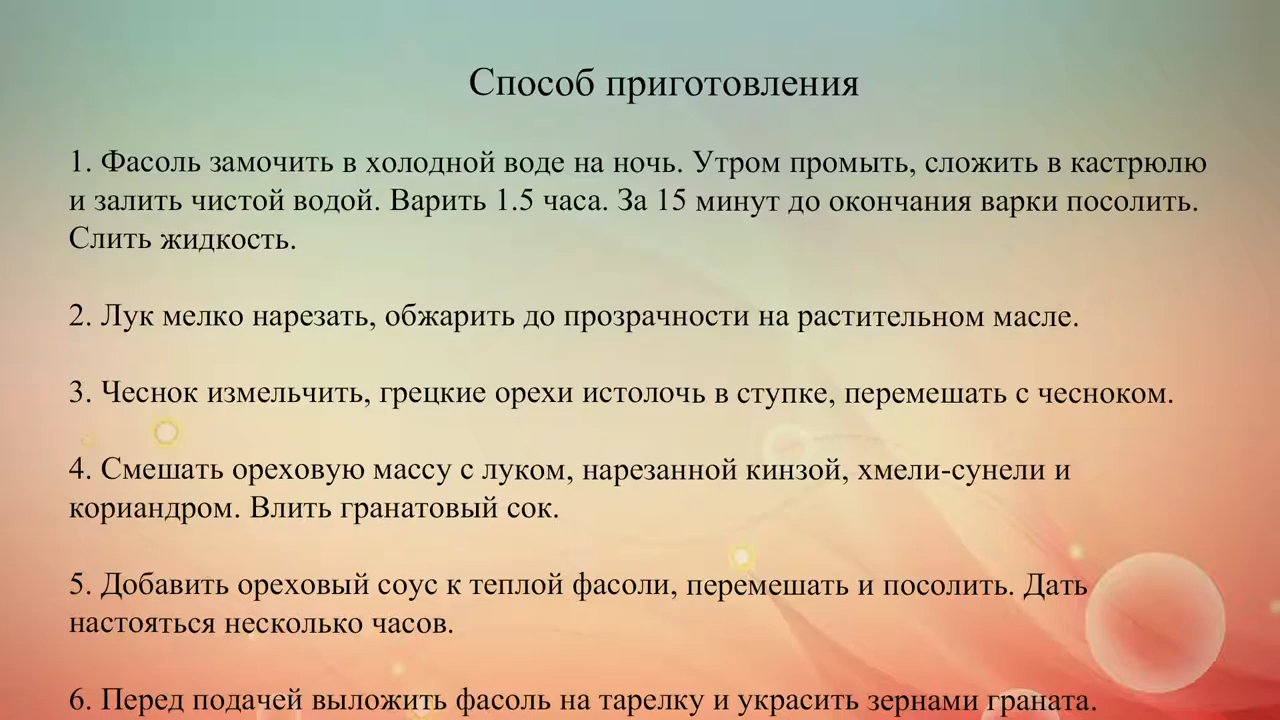 Способ приготовления
1. Фасоль замочить в холодной воде на ночь. Утром промыть, сложить в кастрюлю
и залить чистой водой. Варить 1.5 часа. За 15 минут до окончания варки посолить.
Слить жидкость.
2. Лук мелко нарезать, обжарить до прозрачности на растительном масле.
3. Чеснок измельчить, грецкие орехи истолочь в ступке, перемешать с чесноком.
4. Смешать ореховую массу с луком, нарезанной кинзой, хмели-сунели и
кориандром. Влить гранатовый сок.
5. Добавить ореховый соус к теплой фасоли, перемешать и посолить. Дать
настояться несколько часов.
6. Перед подачей выложить фасоль на тарелку и украсить зернами граната.